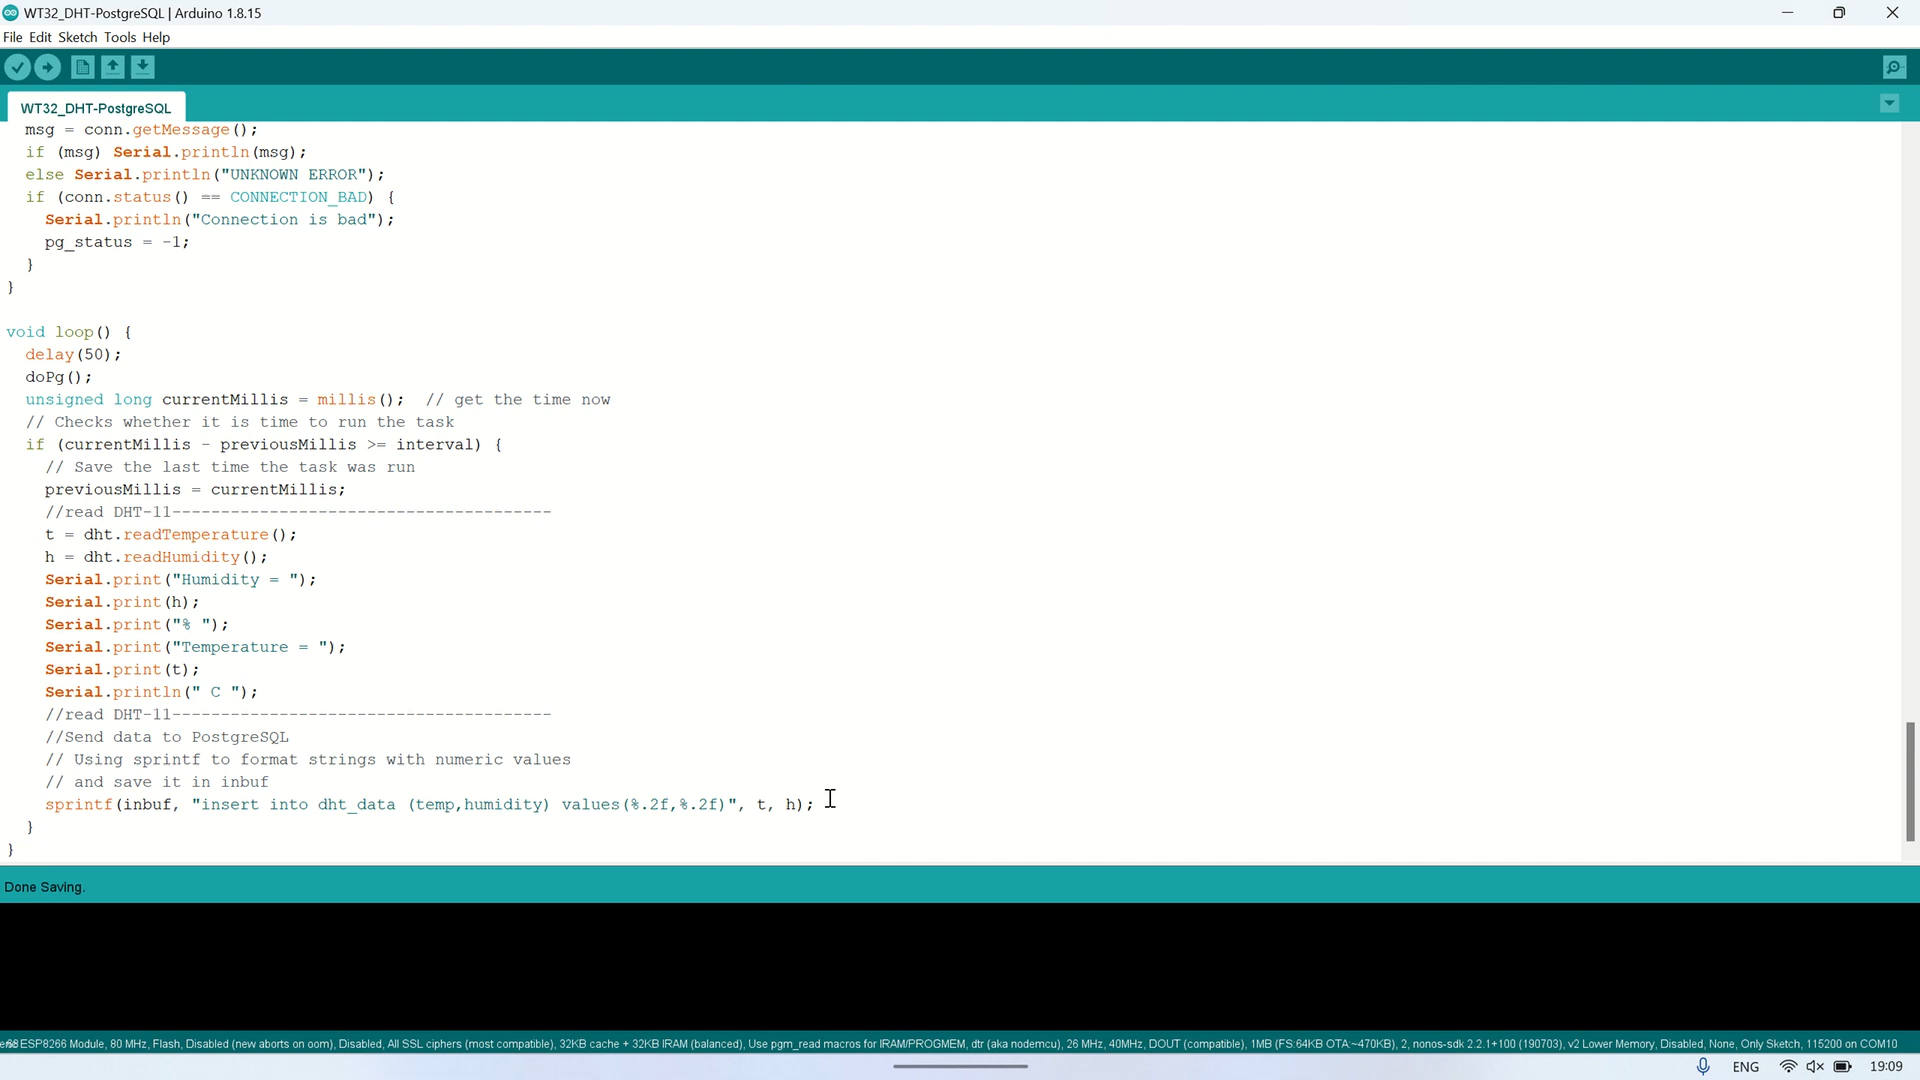 WT32_DHT-PostgreSQL | Arduino 1.8.15
File Edit Sketch Tools Help
WT32_DHT-PostgreSQL
msg = conn.getMessage();
if (msg) Serial.println(msg);
else Serial.println("UNKNOWN ERROR");
if (conn.status() == CONNECTION_BAD) {
Serial.println("Connection is bad");
pg_status = -1;
}
}
void loop() {
delay(50);
doPg();
unsigned long currentMillis = millis();  // get the time now
// Checks whether it is time to run the task
if (currentMillis - previousMillis >= interval) {
// Save the last time the task was run
previousMillis = currentMillis;
//read DHT-11---------------------------------------
t = dht.readTemperature();
h = dht.readHumidity();
Serial.print("Humidity = ");
Serial.print(h);
Serial.print("% ");
Serial.print("Temperature = ");
Serial.print(t);
Serial.println(" C ");
//read DHT-11---------------------------------------
//Send data to PostgreSQL
// Using sprintf to format strings with numeric values
// and save it in inbuf
sprintf(inbuf, "insert into dht_data (temp,humidity) values(%.2f,%.2f)", t, h);
}
}
Done Saving.
ESP8266 Module, 80 MHz, Flash, Disabled (new aborts on oom), Disabled, All SSL ciphers (most compatible), 32KB cache + 32KB IRAM (balanced), Use pgm_read macros for IRAM/PROGMEM, dtr (aka nodemcu), 26 MHz, 40MHz, DOUT (compatible), 1MB (FS:64KB OTA:~470KB), 2, nonos-sdk 2.2.1+100 (190703), v2 Lower Memory, Disabled, None, Only Sketch, 115200 on COM10
ENG 19:09